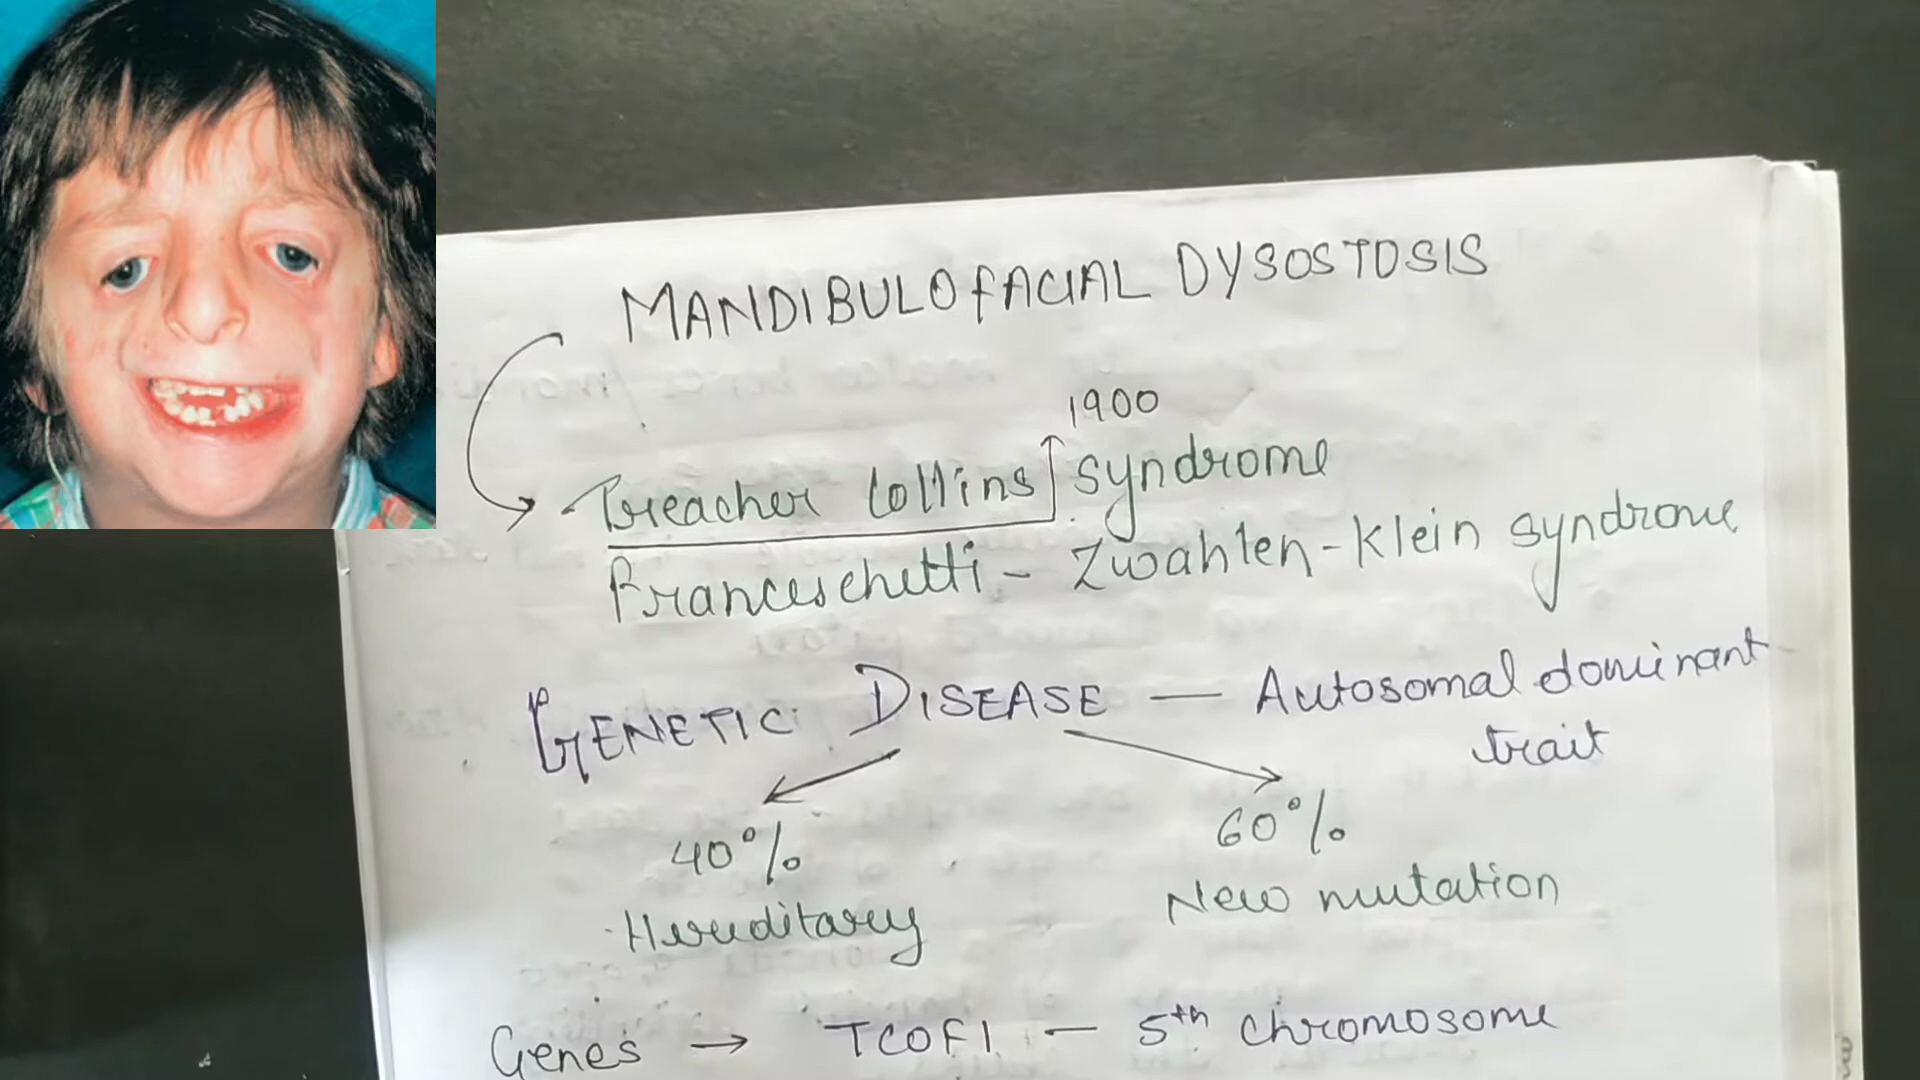 MANDIBULOFACIAL DYSOSTOSIS
1900
Treacher Collins syndrome
Franceschetti - Zwahlen - Klein syndrome
GENETIC DISEASE — Autosomal dominant
trait
40% 60%
Hereditary New mutation
Genes → TCOF1 — 5th chromosome